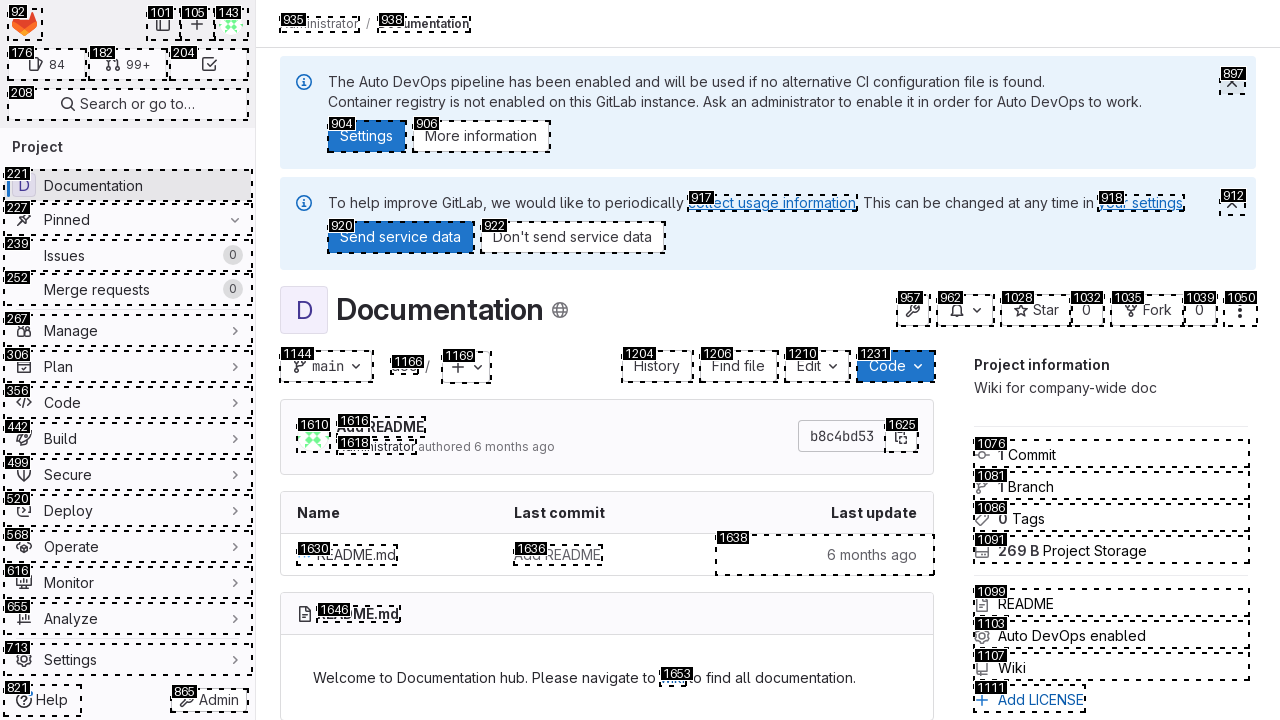 92
101
105
143
176
84
182
99+
204
208
Search or go to…
Project
221
D
Documentation
227
Pinned
239
Issues
0
252
Merge requests
0
267
Manage
306
Plan
356
Code
442
Build
499
Secure
520
Deploy
568
Operate
616
Monitor
655
Analyze
713
Settings
821
Help
865
Admin
935
Administrator
/
938
Documentation
The Auto DevOps pipeline has been enabled and will be used if no alternative CI configuration file is found.
897
Container registry is not enabled on this GitLab instance. Ask an administrator to enable it in order for Auto DevOps to work.
904
Settings
906
More information
To help improve GitLab, we would like to periodically
917
collect usage information
. This can be changed at any time in
918
your settings
.
912
920
Send service data
922
Don't send service data
D
Documentation
957
962
1028
Star
1032
0
1035
Fork
1039
0
1050
1144
main
1166
/
1169
1204
History
1206
Find file
1210
Edit
1231
Code
1610
1616
Add README
1618
Administrator authored 6 months ago
b8c4bd53
1625
Name
Last commit
Last update
1630
README.md
1636
Add README
1638
6 months ago
1646
README.md
Welcome to Documentation hub. Please navigate to
1653
wiki
to find all documentation.
Project information
Wiki for company-wide doc
1076
1 Commit
1081
1 Branch
1086
0 Tags
1091
269 B Project Storage
1099
README
1103
Auto DevOps enabled
1107
Wiki
1111
Add LICENSE